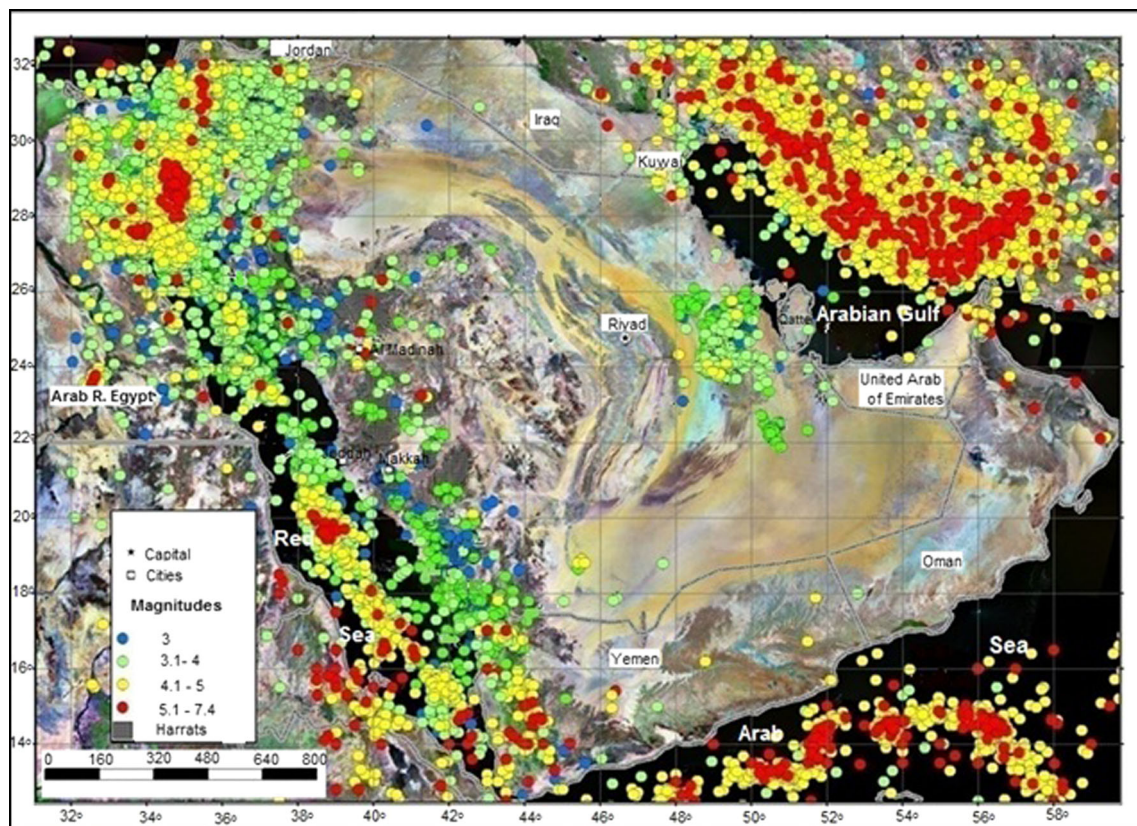 Jordan
32°
Iraq
30°
Kuwai
28°
26°
Qatte
Arabian Gulf
Riyad
24°
Al Madinah
Arab R. Egypt
United Arab
of Emirates
22°
Makkah
20°
Red
Capital
Cities
Magnitudes
3
3.1- 4
4.1 - 5
5.1 - 7.4
Harrats
Oman
18°
Sea
Sea
16°
Yemen
Arab
14°
0 160 320 480 640 800
32° 34° 36° 38° 40° 42° 44° 46° 48° 50° 52° 54° 56° 58°